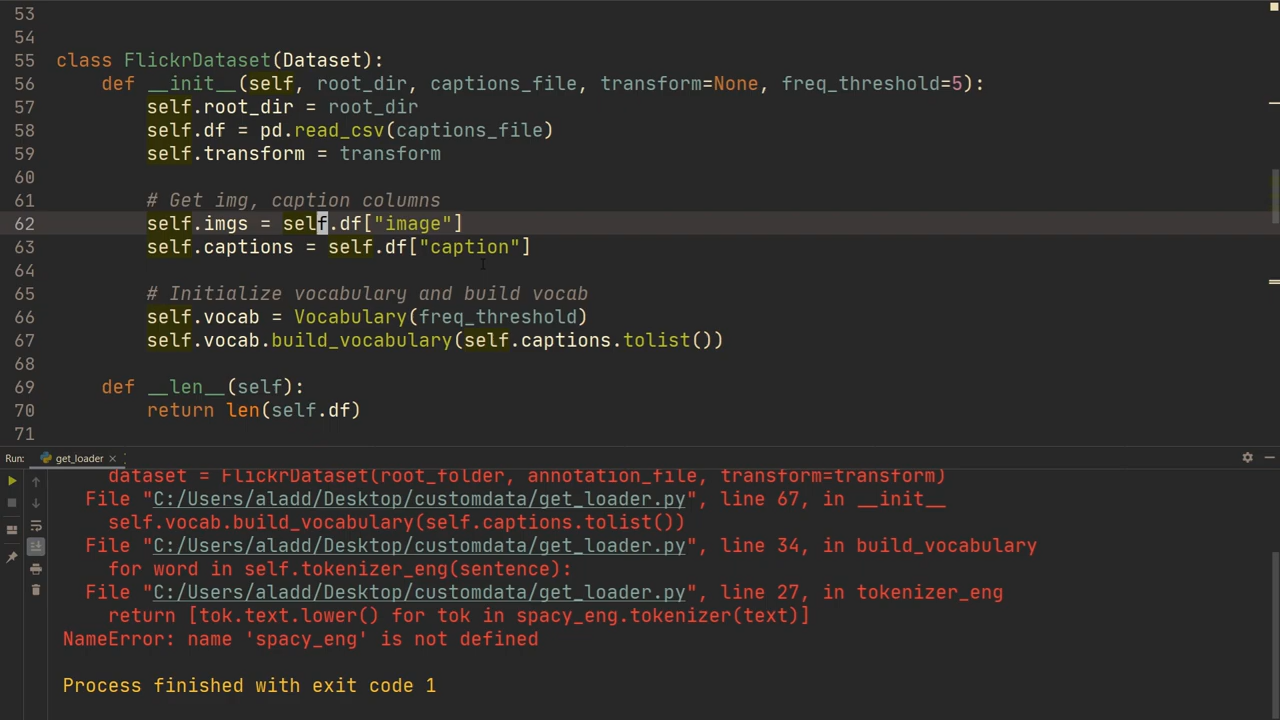 53
54
55 class FlickrDataset(Dataset):
56 def __init__(self, root_dir, captions_file, transform=None, freq_threshold=5):
57 self.root_dir = root_dir
58 self.df = pd.read_csv(captions_file)
59 self.transform = transform
60
61 # Get img, caption columns
62 self.imgs = self.df["image"]
63 self.captions = self.df["caption"]
64
65 # Initialize vocabulary and build vocab
66 self.vocab = Vocabulary(freq_threshold)
67 self.vocab.build_vocabulary(self.captions.tolist())
68
69 def __len__(self):
70 return len(self.df)
71
Run: get_loader
dataset = FlickrDataset(root_folder, annotation_file, transform=transform)
File "C:/Users/aladd/Desktop/customdata/get_loader.py", line 67, in __init__
self.vocab.build_vocabulary(self.captions.tolist())
File "C:/Users/aladd/Desktop/customdata/get_loader.py", line 34, in build_vocabulary
for word in self.tokenizer_eng(sentence):
File "C:/Users/aladd/Desktop/customdata/get_loader.py", line 27, in tokenizer_eng
return [tok.text.lower() for tok in spacy_eng.tokenizer(text)]
NameError: name 'spacy_eng' is not defined
Process finished with exit code 1